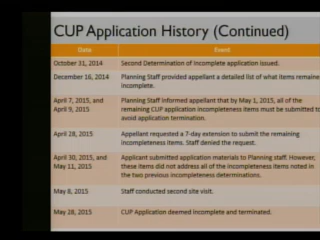 CUP Application History (Continued)
Date Event
October 31, 2014 Second Determination of Incomplete application issued.
December 16, 2014 Planning Staff provided appellant a detailed list of what items remaine
incomplete.
April 7, 2015, and Planning Staff informed appellant that by May 1, 2015, all of the
April 9, 2015 remaining CUP application incompleteness items must be submitted to
avoid application termination.
April 28, 2015 Appellant requested a 7-day extension to submit the remaining
incompleteness items. Staff denied the request.
April 30, 2015, and Applicant submitted application materials to Planning staff. However,
May 11, 2015 these items did not address all of the incompleteness items noted in
the two previous incompleteness determinations.
May 8, 2015 Staff conducted second site visit.
May 28, 2015 CUP Application deemed incomplete and terminated.